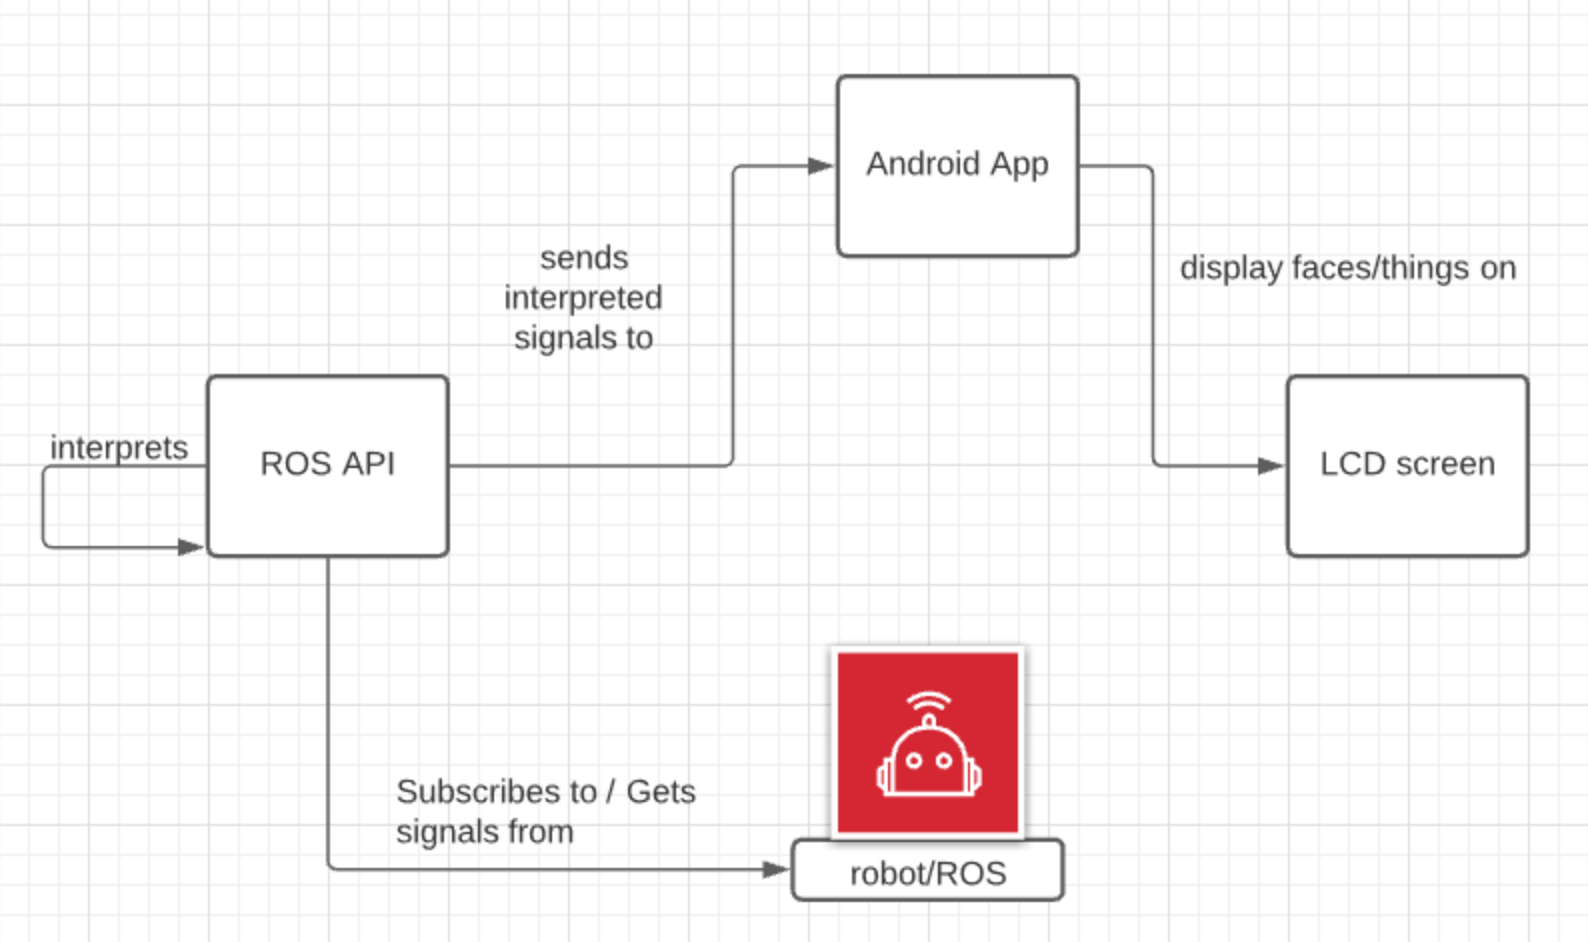 Android App
sends
interpreted
signals to
display faces/things on
interprets
ROS API
LCD screen
Subscribes to / Gets
signals from
robot/ROS